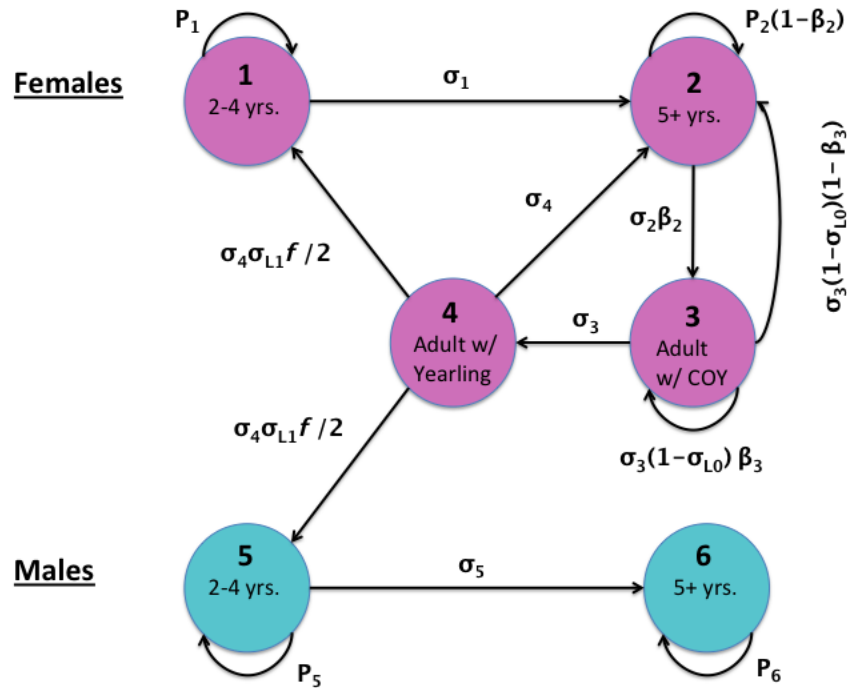 P₁
P₂(1-β₂)
Females
1
2-4 yrs.
σ₁
2
5+ yrs.
σ₃(1-σL0)(1- β₃)
σ₄
σ₂β₂
σ₄σL1f /2
4
Adult w/
Yearling
σ₃
3
Adult
w/ COY
σ₄σL1f /2
σ₃(1-σL0) β₃
Males
5
2-4 yrs.
σ₅
6
5+ yrs.
P₅
P₆